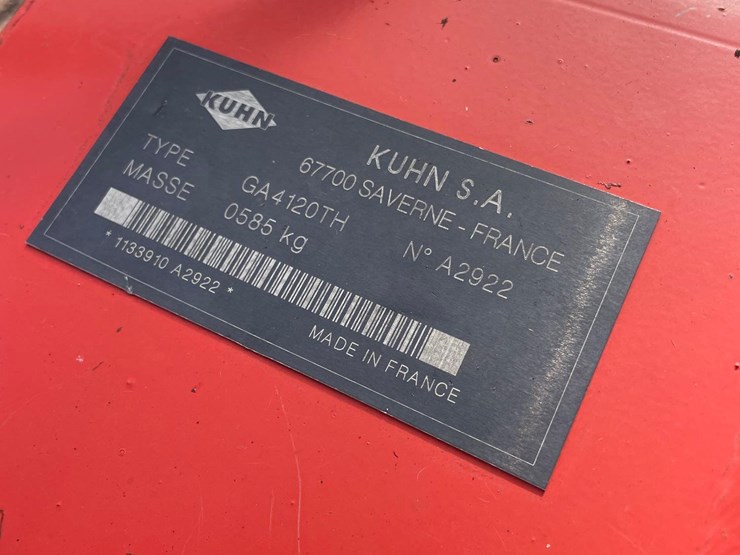 KUHN
KUHN S.A.
67700 SAVERNE - FRANCE
TYPE GA4120TH N° A2922
MASSE 0585 kg
* 1133910 A2922 *
MADE IN FRANCE